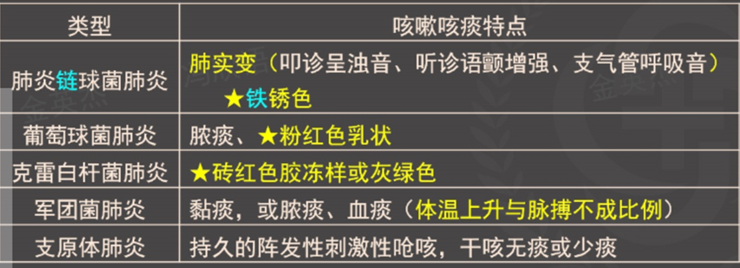 类型 咳嗽咳痰特点
肺炎链球菌肺炎 肺实变（叩诊呈浊音、听诊语颤增强、支气管呼吸音）
★铁锈色
葡萄球菌肺炎 脓痰、★粉红色乳状
克雷白杆菌肺炎 ★砖红色胶冻样或灰绿色
军团菌肺炎 黏痰，或脓痰、血痰（体温上升与脉搏不成比例）
支原体肺炎 持久的阵发性刺激性呛咳，干咳无痰或少痰